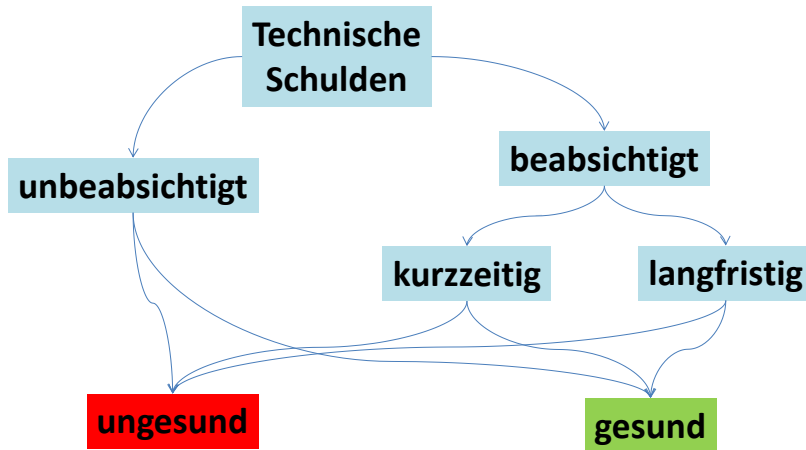 Technische
Schulden
beabsichtigt
unbeabsichtigt
kurzzeitig
langfristig
ungesund
gesund